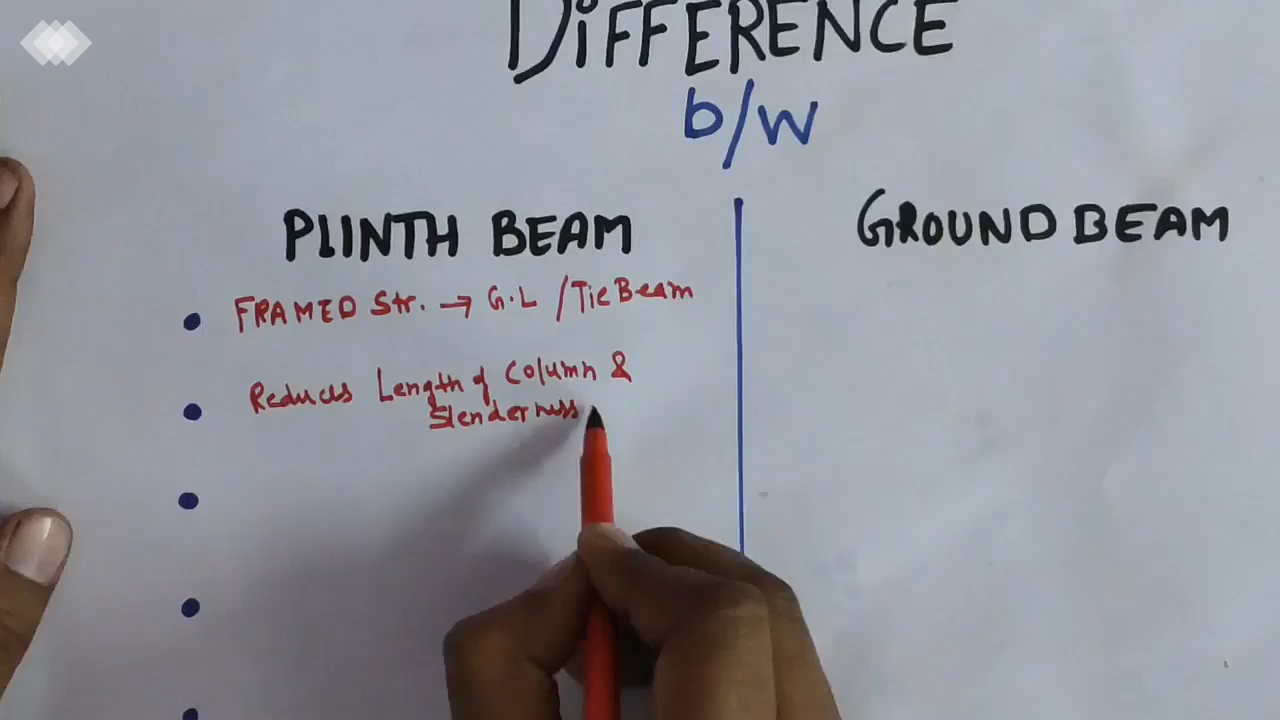 DIFFERENCE
b/w
PLINTH BEAM
GROUND BEAM
FRAMED Str. → G.L /Tie Beam
Reduces Length of Column &
Slenderness